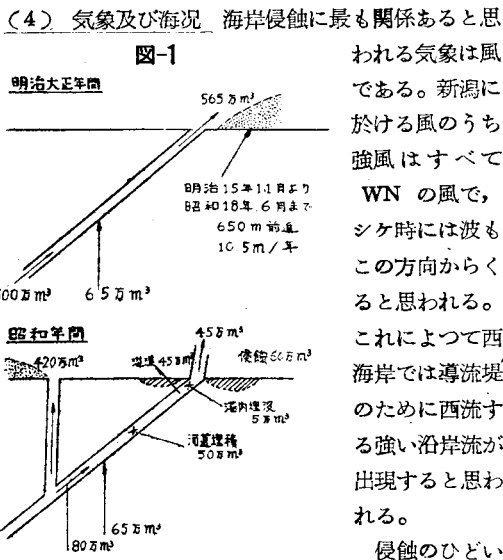 (4) 気象及び海况 海岸侵蝕に最も関係あると思
図-1
明治大正年間
565万m³
明治15年11月より
昭和18年6月まで
650m前進
10.5m/年
65万m³
昭和年間
420万m³
45万m³
侵蝕60万m³
浚渫45万m³
港内埋没
5万m³
河道埋積
50万m³
65万m³
180万m³
われる気象は風
である。新潟に
於ける風のうち
強風はすべて
WN の風で,
シケ時には波も
この方向からく
ると思われる。
これによつて西
海岸では導流堤
のために西流す
る強い沿岸流が
出現すると思わ
れる。
侵蝕のひどい